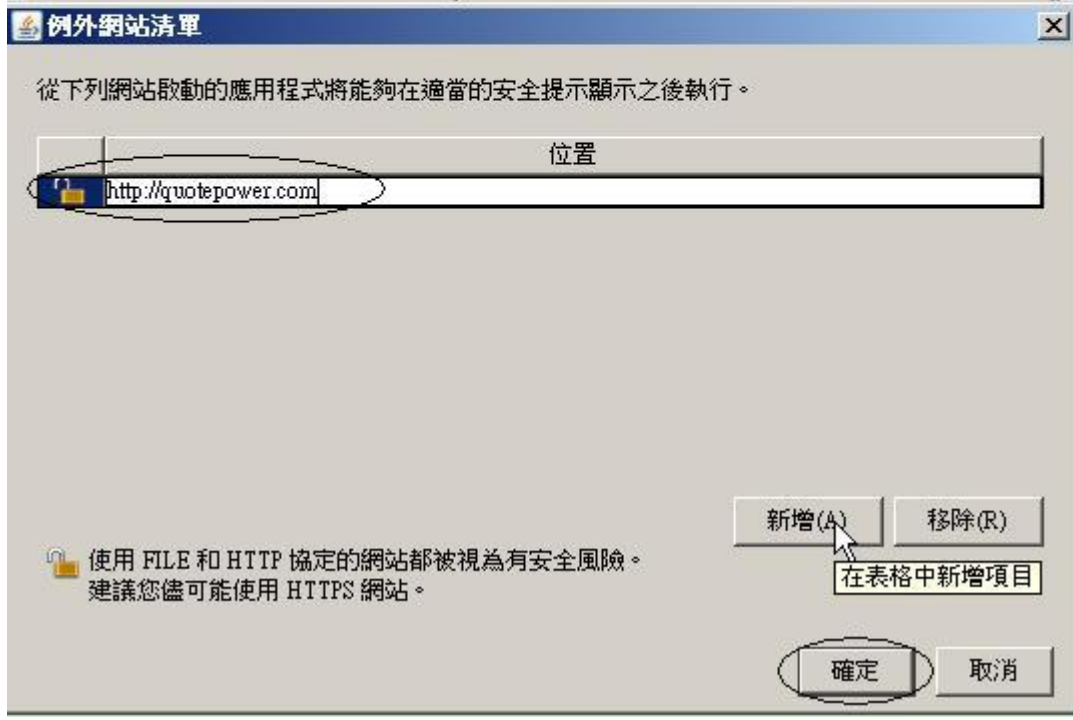 例外網站清單
從下列網站啟動的應用程式將能夠在適當的安全提示顯示之後執行。
位置
http://quotepower.com
新增(A)
移除(R)
使用 FILE 和 HTTP 協定的網站都被視為有安全風險。
建議您儘可能使用 HTTPS 網站。
在表格中新增項目
確定
取消